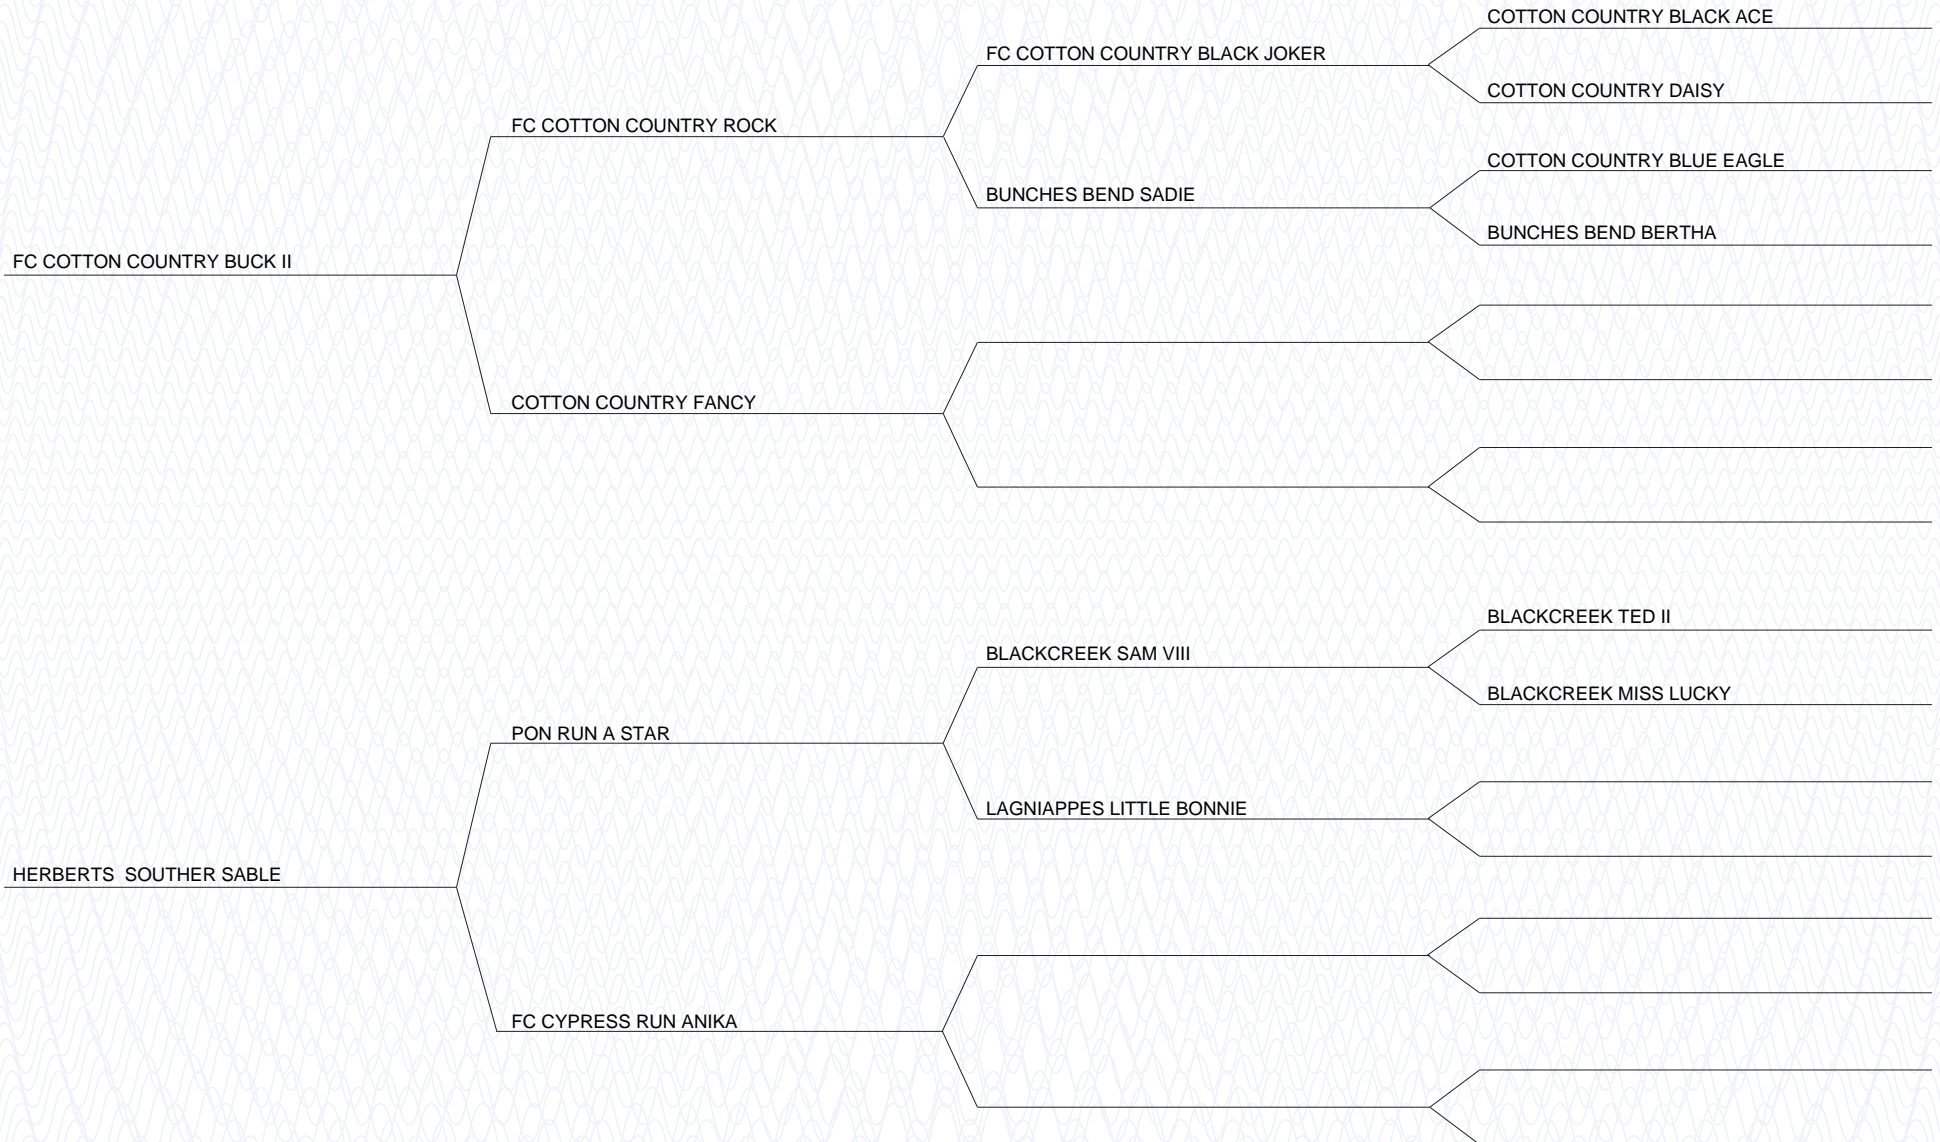 COTTON COUNTRY BLACK ACE
FC COTTON COUNTRY BLACK JOKER
COTTON COUNTRY DAISY
FC COTTON COUNTRY ROCK
COTTON COUNTRY BLUE EAGLE
BUNCHES BEND SADIE
BUNCHES BEND BERTHA
FC COTTON COUNTRY BUCK II
COTTON COUNTRY FANCY
BLACKCREEK TED II
BLACKCREEK SAM VIII
BLACKCREEK MISS LUCKY
PON RUN A STAR
LAGNIAPPES LITTLE BONNIE
HERBERTS  SOUTHER SABLE
FC CYPRESS RUN ANIKA